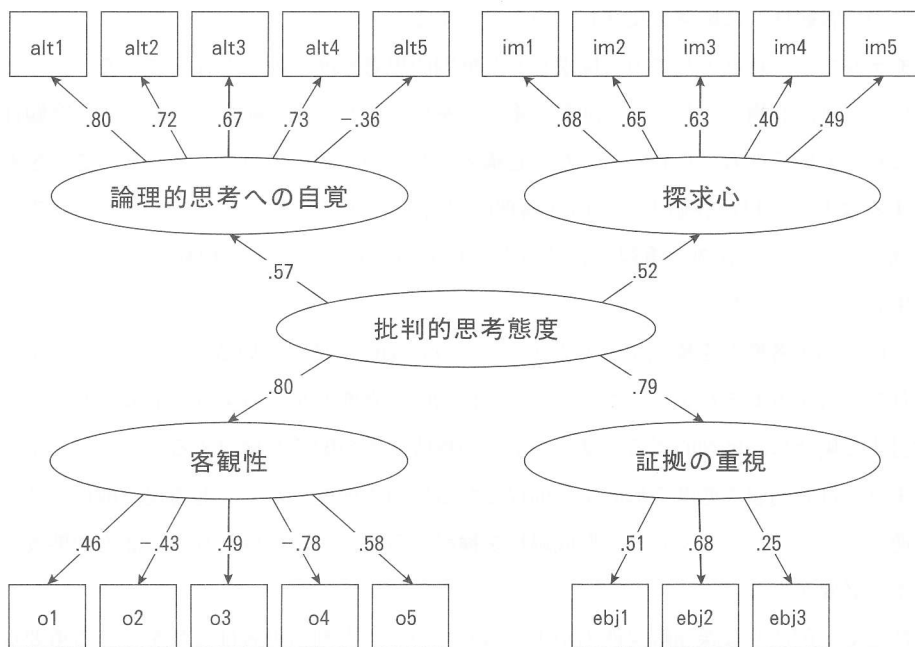 alt1 alt2 alt3 alt4 alt5 im1 im2 im3 im4 im5
.80 .72 .67 .73 −.36 .68 .65 .63 .40 .49
論理的思考への自覚 探求心
.57 .52
批判的思考態度
.80 .79
客観性 証拠の重視
.46 −.43 .49 −.78 .58 .51 .68 .25
o1 o2 o3 o4 o5 ebj1 ebj2 ebj3